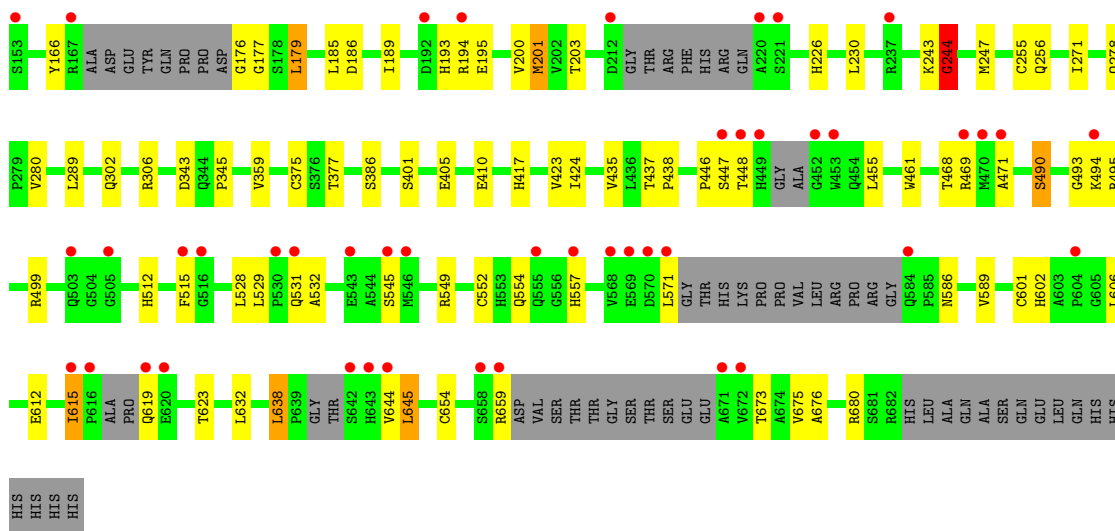 S153 Y166 R167 ALA ASP GLU TYR GLN PRO PRO ASP G176 G177 S178 L179 L185 D186 I189 D192 H193 R194 E195 V200 M201 V202 T203 D212 GLY THR ARG PHE HIS ARG GLN A220 S221 H226 L230 R237 K243 G244 M247 C255 Q256 I271
P279 V280 L289 Q302 R306 D343 Q344 P345 V359 C375 S376 T377 S386 S401 E405 E410 H417 V423 I424 V435 L436 T437 P438 P446 S447 T448 H449 GLY ALA G452 W453 Q454 L455 W461 T468 R469 M470 A471 S490 G493 K494
R499 Q503 G504 G505 H512 F515 G516 L528 L529 P530 Q531 A532 E543 A544 S545 M546 R549 C552 H553 Q554 Q555 G556 H557 V568 E569 D570 L571 GLY THR HIS LYS PRO PRO VAL LEU ARG PRO ARG GLY Q584 P585 N586 V589 C601 H602 A603 P604 G605
E612 I615 P616 ALA PRO Q619 E620 T623 L632 L638 P639 GLY THR S642 H643 V644 L645 C654 S658 R659 ASP VAL SER THR THR GLY SER THR SER GLU GLU A671 V672 T673 A674 V675 A676 R680 S681 R682 HIS LEU ALA GLN ALA SER GLN GLN GLU LEU GLN HIS HIS
HIS HIS HIS HIS